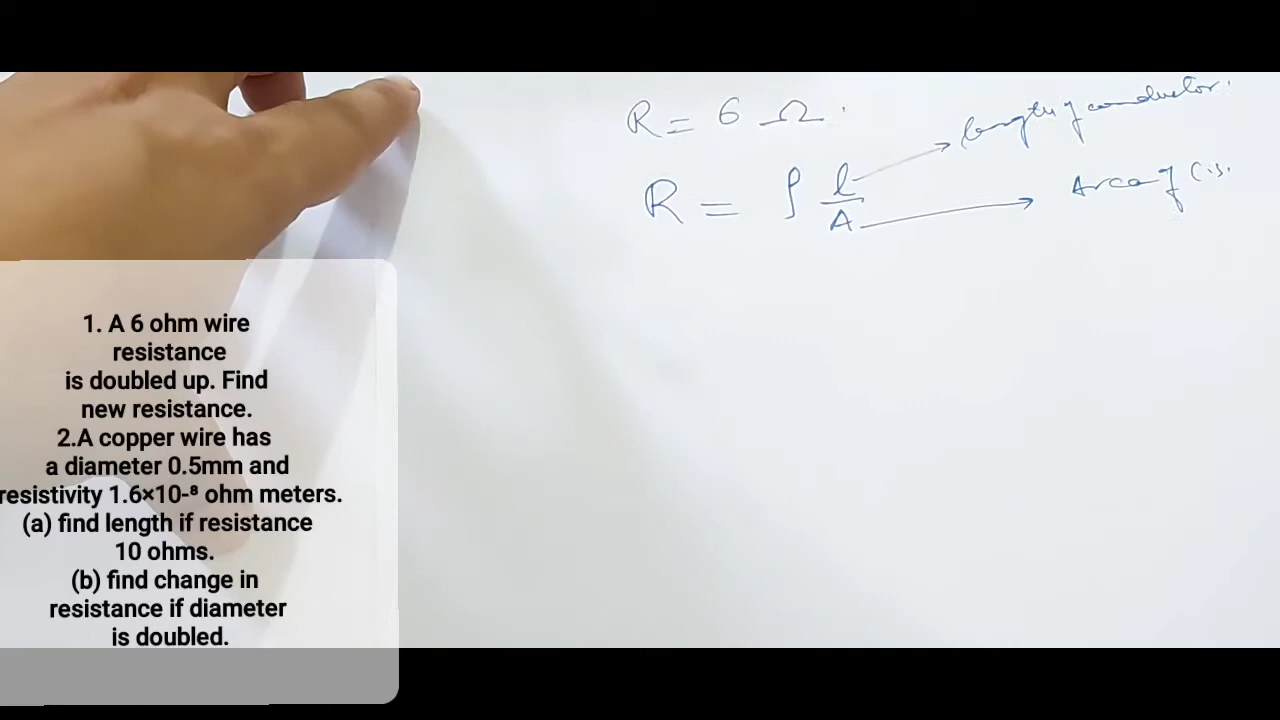 R = 6 Ω.
length of conductor.
R = ρ l/A
Area of C.S.
1. A 6 ohm wire
resistance
is doubled up. Find
new resistance.
2.A copper wire has
a diameter 0.5mm and
resistivity 1.6×10-⁸ ohm meters.
(a) find length if resistance
10 ohms.
(b) find change in
resistance if diameter
is doubled.